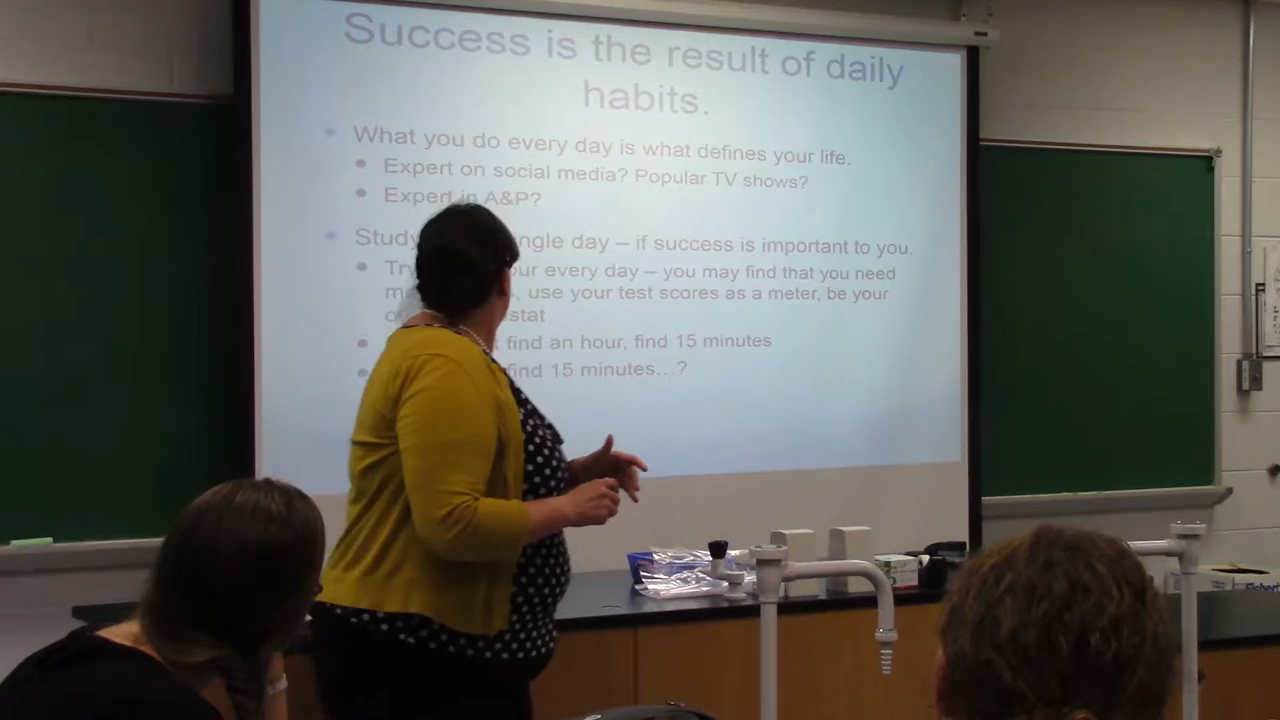 Success is the result of daily
habits.
What you do every day is what defines your life.
Expert on social media? Popular TV shows?
Expert in A&P?
Study ngle day – if success is important to you.
Try our every day – you may find that you need
, use your test scores as a meter, be your
stat
find an hour, find 15 minutes
find 15 minutes…?